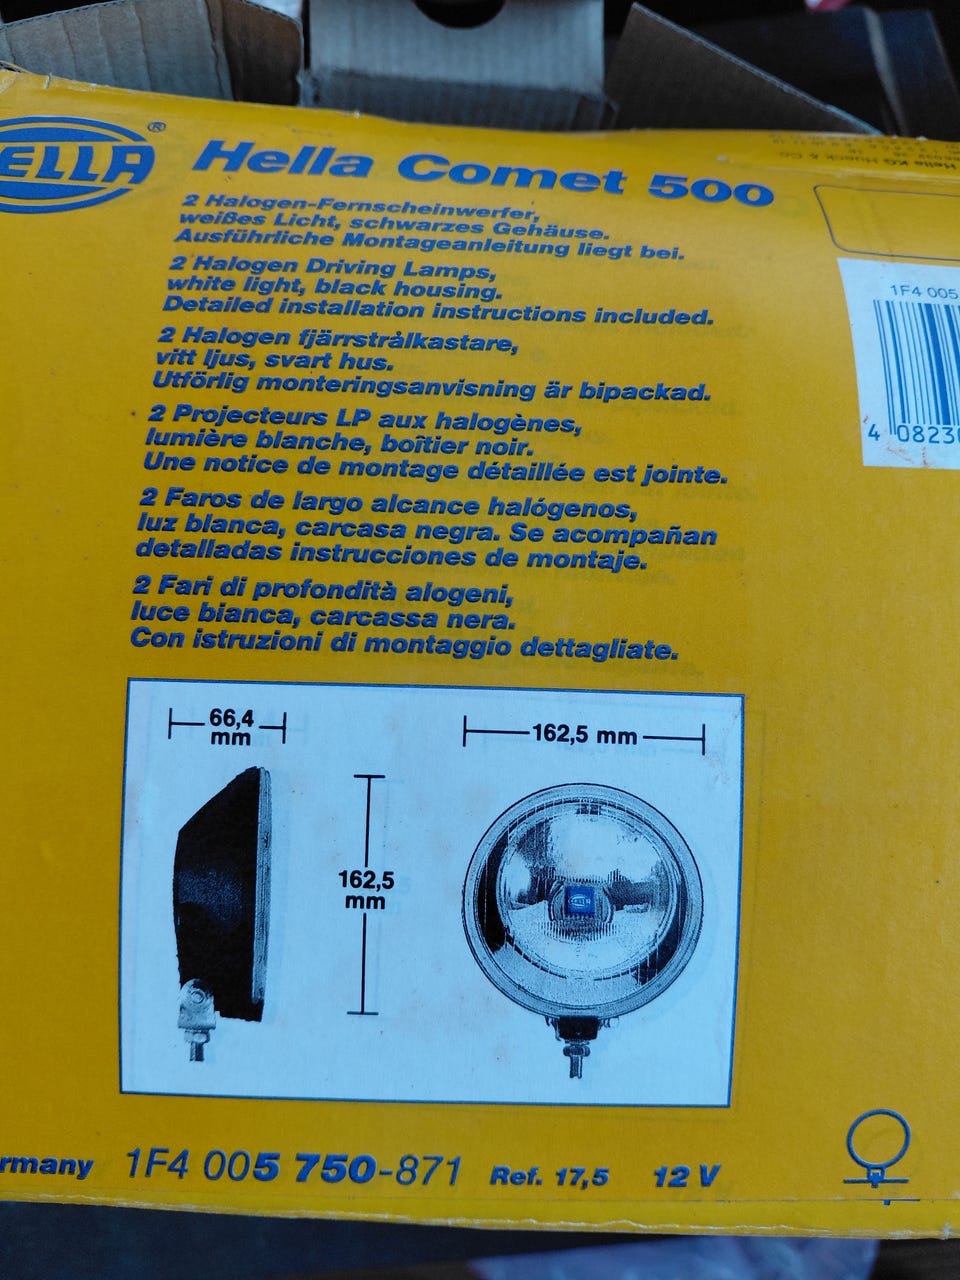 HELLA ®
Hella Comet 500
2 Halogen-Fernscheinwerfer,
weißes Licht, schwarzes Gehäuse.
Ausführliche Montageanleitung liegt bei.
2 Halogen Driving Lamps,
white light, black housing.
Detailed installation instructions included.
2 Halogen fjärrstrålkastare,
vitt ljus, svart hus.
Utförlig monteringsanvisning är bipackad.
2 Projecteurs LP aux halogènes,
lumière blanche, boîtier noir.
Une notice de montage détaillée est jointe.
2 Faros de largo alcance halógenos,
luz blanca, carcasa negra. Se acompañan
detalladas instrucciones de montaje.
2 Fari di profondità alogeni,
luce bianca, carcassa nera.
Con istruzioni di montaggio dettagliate.
Hella KG Hueck & Co
1F4 005
4 0823
66,4
mm
162,5 mm
162,5
mm
HELLA
rmany 1F4 005 750-871 Ref. 17,5 12 V